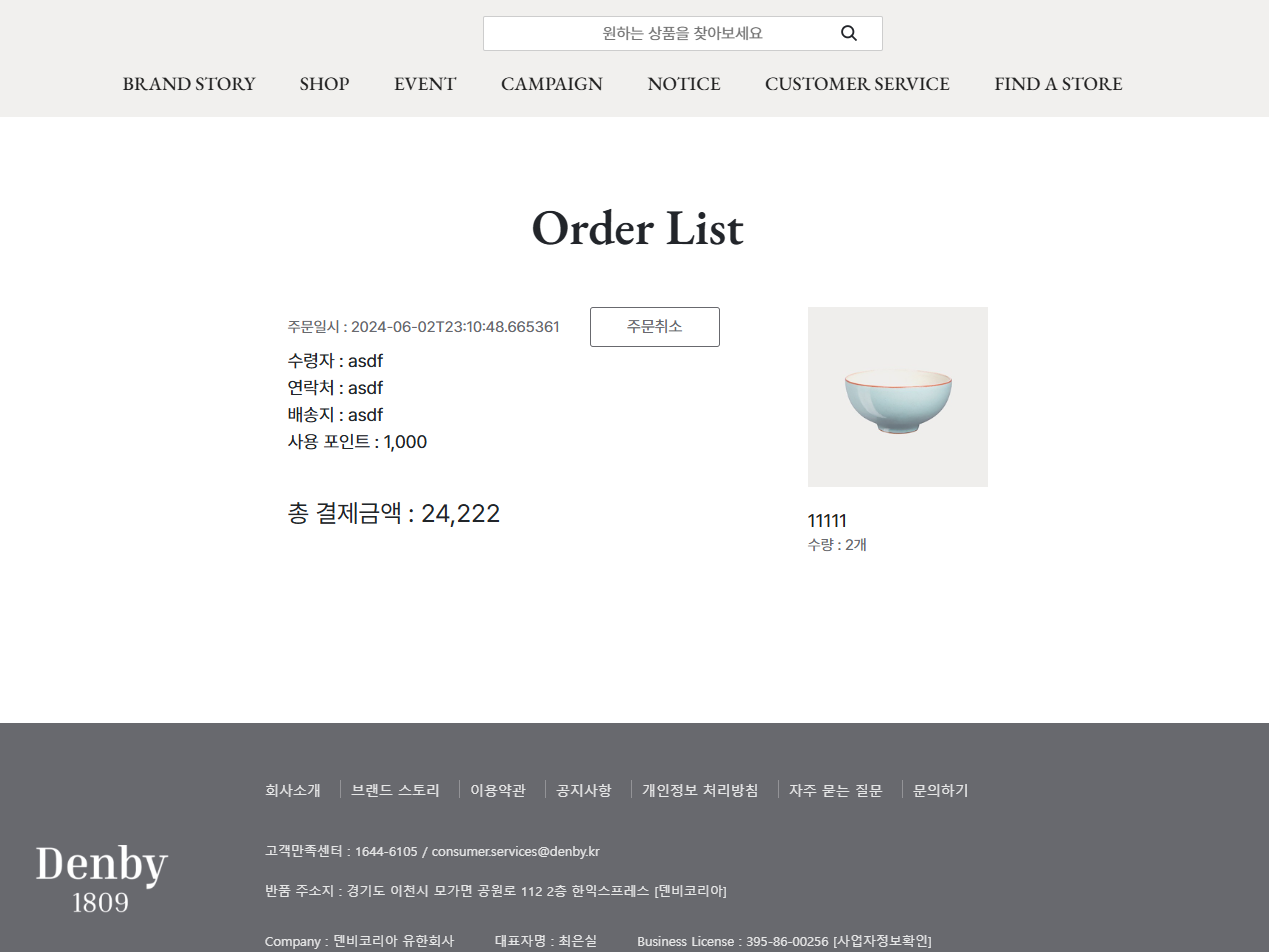 원하는 상품을 찾아보세요
BRAND STORY SHOP EVENT CAMPAIGN NOTICE CUSTOMER SERVICE FIND A STORE
Order List
주문일시 : 2024-06-02T23:10:48.665361
주문취소
수령자 : asdf
연락처 : asdf
배송지 : asdf
사용 포인트 : 1,000
총 결제금액 : 24,222
11111
수량 : 2개
회사소개 브랜드 스토리 이용약관 공지사항 개인정보 처리방침 자주 묻는 질문 문의하기
Denby
1809
고객만족센터 : 1644-6105 / consumer.services@denby.kr
반품 주소지 : 경기도 이천시 모가면 공원로 112 2층 한익스프레스 [덴비코리아]
Company : 덴비코리아 유한회사 대표자명 : 최은실 Business License : 395-86-00256 [사업자정보확인]